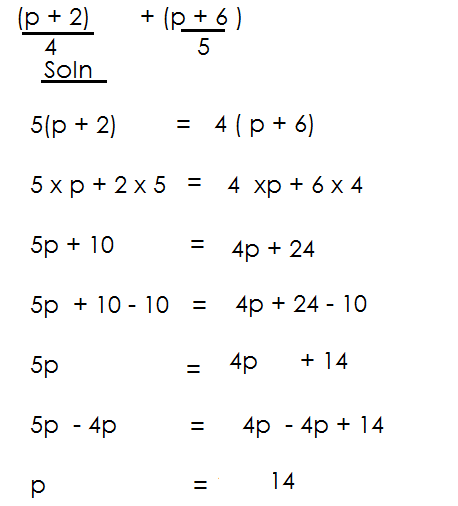 (p + 2) + (p + 6 )
4 5
Soln
5(p + 2) = 4 ( p + 6)
5 x p + 2 x 5 = 4 xp + 6 x 4
5p + 10 = 4p + 24
5p + 10 - 10 = 4p + 24 - 10
5p = 4p + 14
5p - 4p = 4p - 4p + 14
p = 14